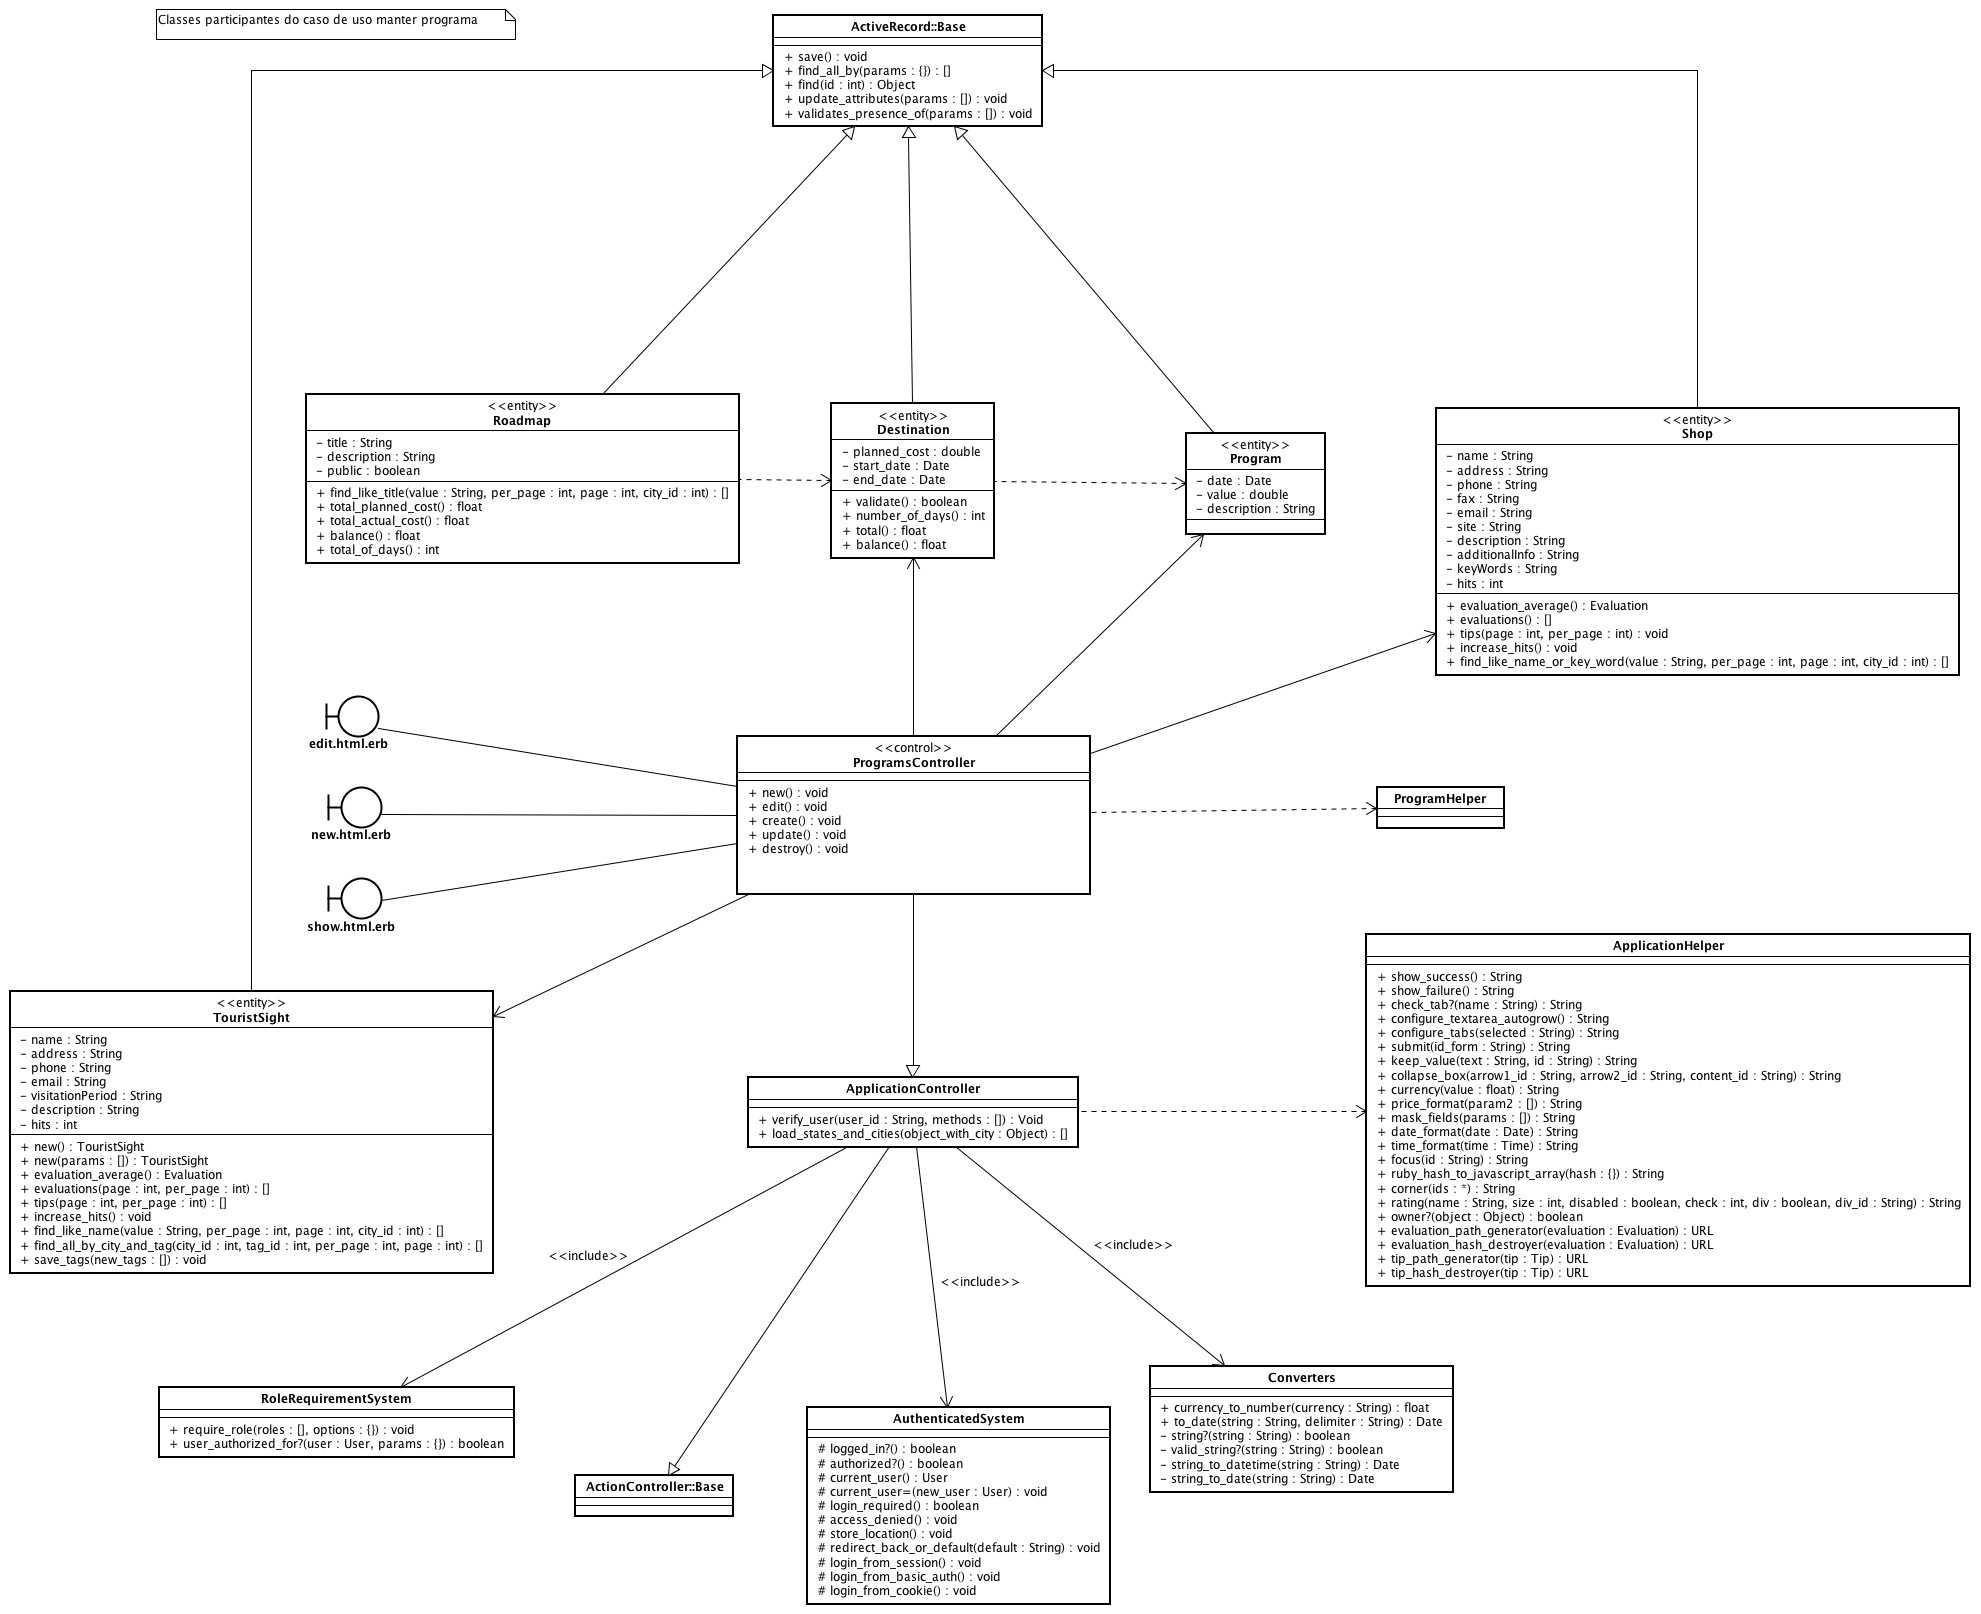 Classes participantes do caso de uso manter programa
ActiveRecord::Base
+ save() : void
+ find_all_by(params : {}) : []
+ find(id : int) : Object
+ update_attributes(params : []) : void
+ validates_presence_of(params : []) : void
<<entity>>
Roadmap
- title : String
- description : String
- public : boolean
+ find_like_title(value : String, per_page : int, page : int, city_id : int) : []
+ total_planned_cost() : float
+ total_actual_cost() : float
+ balance() : float
+ total_of_days() : int
<<entity>>
Destination
- planned_cost : double
- start_date : Date
- end_date : Date
+ validate() : boolean
+ number_of_days() : int
+ total() : float
+ balance() : float
<<entity>>
Program
- date : Date
- value : double
- description : String
<<entity>>
Shop
- name : String
- address : String
- phone : String
- fax : String
- email : String
- site : String
- description : String
- additionalInfo : String
- keyWords : String
- hits : int
+ evaluation_average() : Evaluation
+ evaluations() : []
+ tips(page : int, per_page : int) : void
+ increase_hits() : void
+ find_like_name_or_key_word(value : String, per_page : int, page : int, city_id : int) : []
edit.html.erb
new.html.erb
show.html.erb
<<control>>
ProgramsController
+ new() : void
+ edit() : void
+ create() : void
+ update() : void
+ destroy() : void
ProgramHelper
<<entity>>
TouristSight
- name : String
- address : String
- phone : String
- email : String
- visitationPeriod : String
- description : String
- hits : int
+ new() : TouristSight
+ new(params : []) : TouristSight
+ evaluation_average() : Evaluation
+ evaluations(page : int, per_page : int) : []
+ tips(page : int, per_page : int) : []
+ increase_hits() : void
+ find_like_name(value : String, per_page : int, page : int, city_id : int) : []
+ find_all_by_city_and_tag(city_id : int, tag_id : int, per_page : int, page : int) : []
+ save_tags(new_tags : []) : void
ApplicationController
+ verify_user(user_id : String, methods : []) : Void
+ load_states_and_cities(object_with_city : Object) : []
ApplicationHelper
+ show_success() : String
+ show_failure() : String
+ check_tab?(name : String) : String
+ configure_textarea_autogrow() : String
+ configure_tabs(selected : String) : String
+ submit(id_form : String) : String
+ keep_value(text : String, id : String) : String
+ collapse_box(arrow1_id : String, arrow2_id : String, content_id : String) : String
+ currency(value : float) : String
+ price_format(param2 : []) : String
+ mask_fields(params : []) : String
+ date_format(date : Date) : String
+ time_format(time : Time) : String
+ focus(id : String) : String
+ ruby_hash_to_javascript_array(hash : {}) : String
+ corner(ids : *) : String
+ rating(name : String, size : int, disabled : boolean, check : int, div : boolean, div_id : String) : String
+ owner?(object : Object) : boolean
+ evaluation_path_generator(evaluation : Evaluation) : URL
+ evaluation_hash_destroyer(evaluation : Evaluation) : URL
+ tip_path_generator(tip : Tip) : URL
+ tip_hash_destroyer(tip : Tip) : URL
<<include>>
<<include>>
<<include>>
RoleRequirementSystem
+ require_role(roles : [], options : {}) : void
+ user_authorized_for?(user : User, params : {}) : boolean
ActionController::Base
AuthenticatedSystem
# logged_in?() : boolean
# authorized?() : boolean
# current_user() : User
# current_user=(new_user : User) : void
# login_required() : boolean
# access_denied() : void
# store_location() : void
# redirect_back_or_default(default : String) : void
# login_from_session() : void
# login_from_basic_auth() : void
# login_from_cookie() : void
Converters
+ currency_to_number(currency : String) : float
+ to_date(string : String, delimiter : String) : Date
- string?(string : String) : boolean
- valid_string?(string : String) : boolean
- string_to_datetime(string : String) : Date
- string_to_date(string : String) : Date